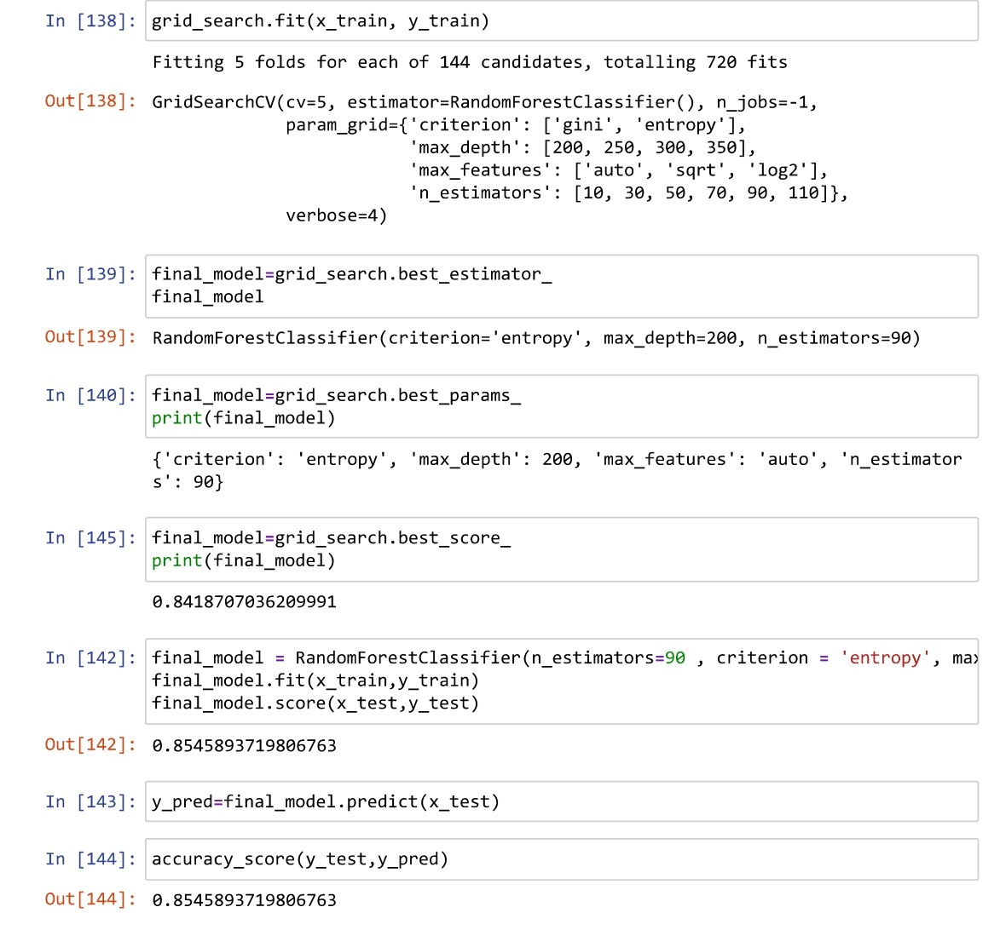 In [138]: grid_search.fit(x_train, y_train)
Fitting 5 folds for each of 144 candidates, totalling 720 fits
Out[138]: GridSearchCV(cv=5, estimator=RandomForestClassifier(), n_jobs=-1,
             param_grid={'criterion': ['gini', 'entropy'],
                         'max_depth': [200, 250, 300, 350],
                         'max_features': ['auto', 'sqrt', 'log2'],
                         'n_estimators': [10, 30, 50, 70, 90, 110]},
             verbose=4)
In [139]: final_model=grid_search.best_estimator_
final_model
Out[139]: RandomForestClassifier(criterion='entropy', max_depth=200, n_estimators=90)
In [140]: final_model=grid_search.best_params_
print(final_model)
{'criterion': 'entropy', 'max_depth': 200, 'max_features': 'auto', 'n_estimator
s': 90}
In [145]: final_model=grid_search.best_score_
print(final_model)
0.8418707036209991
In [142]: final_model = RandomForestClassifier(n_estimators=90 , criterion = 'entropy',
final_model.fit(x_train,y_train)
final_model.score(x_test,y_test)
Out[142]: 0.8545893719806763
In [143]: y_pred=final_model.predict(x_test)
In [144]: accuracy_score(y_test,y_pred)
Out[144]: 0.8545893719806763